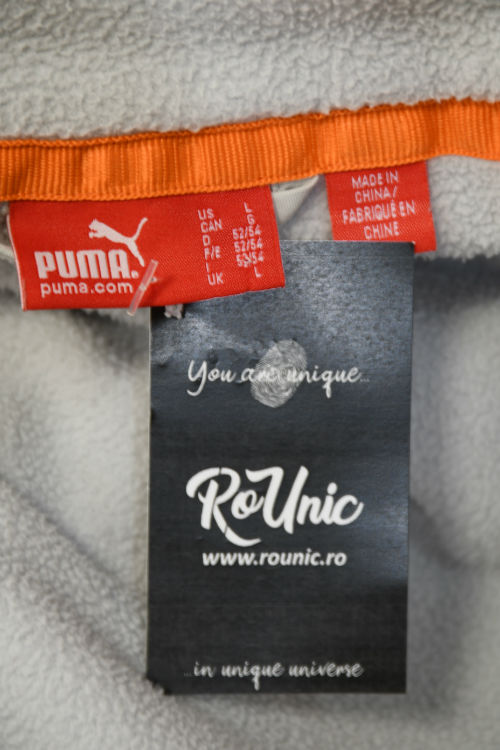 PUMA.
puma.com
US L
CAN G
D 52/54
F/E 52/54
I 52/54
UK L
MADE IN
CHINA/
FABRIQUÉ EN
CHINE
You are unique...
RoUnic
www.rounic.ro
...in unique universe